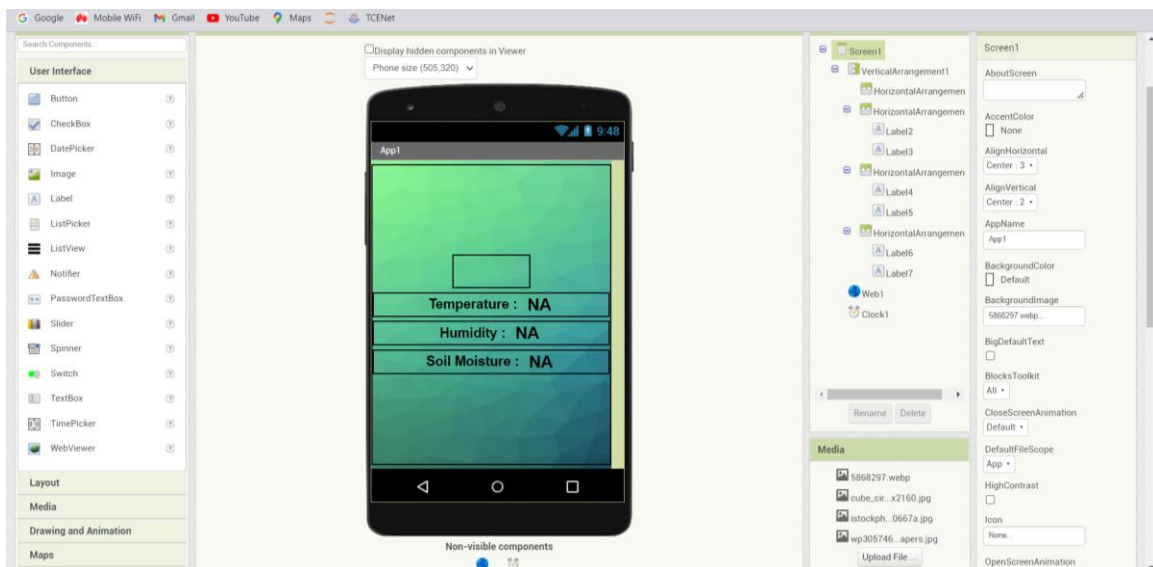 Google Mobile WiFi Gmail YouTube Maps TCENet
Search Components...
User Interface
Button
CheckBox
DatePicker
Image
Label
ListPicker
ListView
Notifier
PasswordTextBox
Slider
Spinner
Switch
TextBox
TimePicker
WebViewer
Layout
Media
Drawing and Animation
Maps
Display hidden components in Viewer
Phone size (505,320)
9:48
App1
Temperature : NA
Humidity : NA
Soil Moisture : NA
Non-visible components
Screen1
VerticalArrangement1
HorizontalArrangemen
HorizontalArrangemen
Label2
Label3
HorizontalArrangemen
Label4
Label5
HorizontalArrangemen
Label6
Label7
Web1
Clock1
Rename Delete
Media
5868297.webp
cube_cir...x2160.jpg
istockph...0667a.jpg
wp305746...apers.jpg
Upload File ...
Screen1
AboutScreen
AccentColor
None
AlignHorizontal
Center : 3
AlignVertical
Center : 2
AppName
App1
BackgroundColor
Default
BackgroundImage
5868297.webp...
BigDefaultText
BlocksToolkit
All
CloseScreenAnimation
Default
DefaultFileScope
App
HighContrast
Icon
None...
OpenScreenAnimation